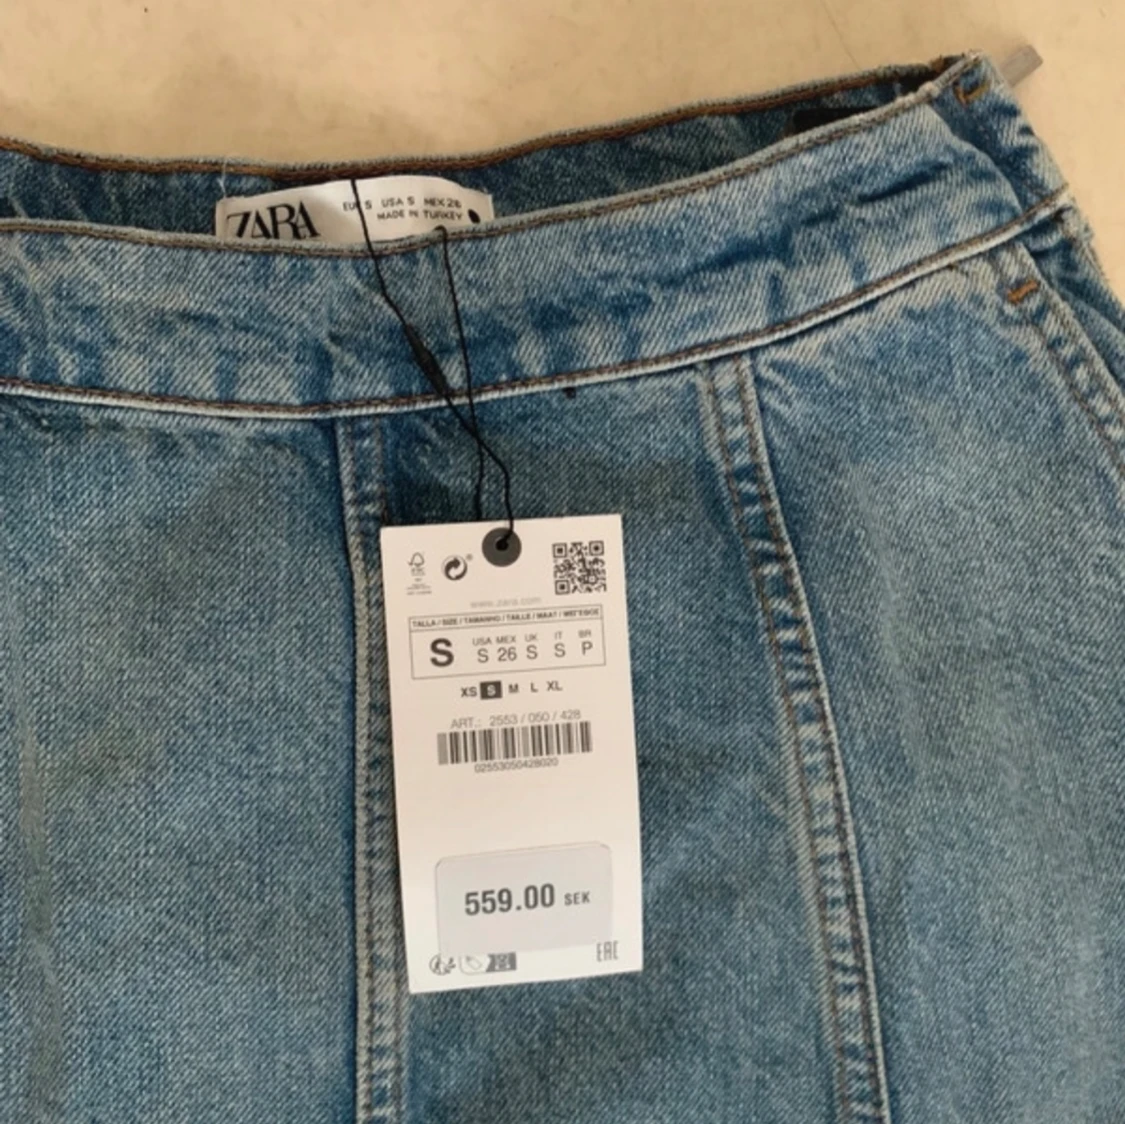 ZARA
EUR S USA S MEX 26
MADE IN TURKEY
www.zara.com
TALLA / SIZE / TAMANHO / TAILLE / MAAT /
S
USA MEX UK IT BR
S 26 S S P
XS S M L XL
ART.: 2553 / 050 / 428
02553050428020
559.00 SEK
EAC